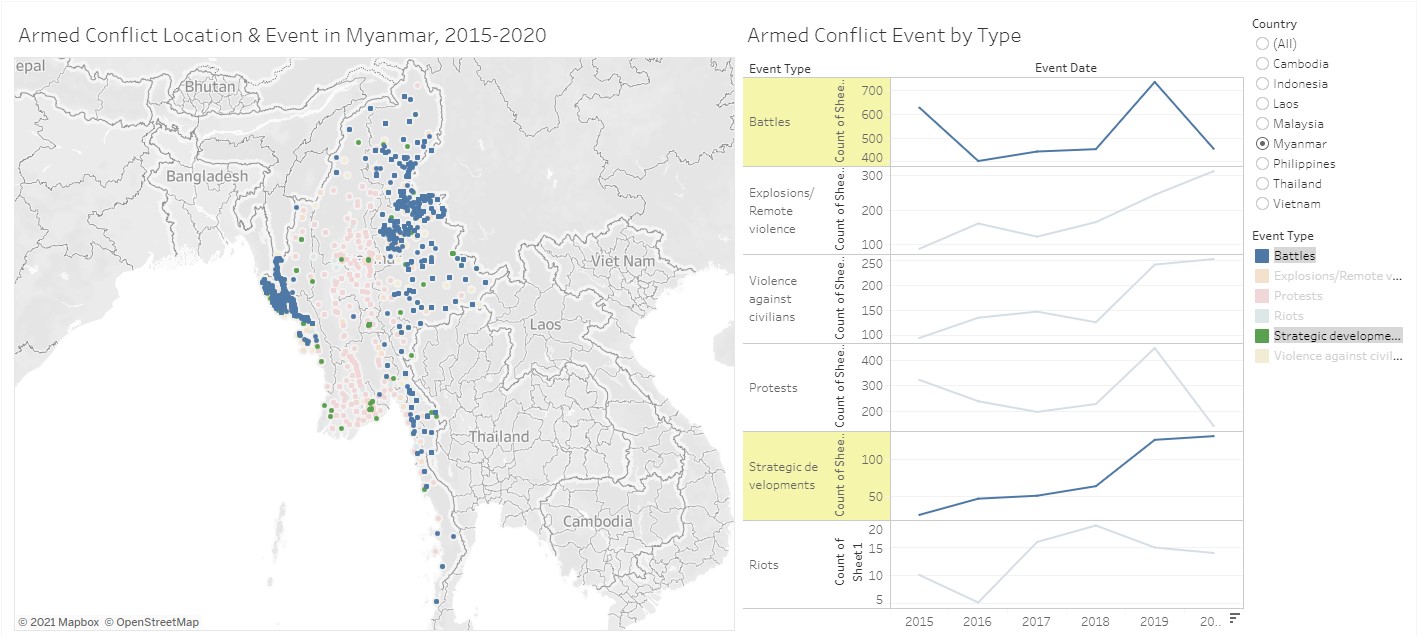 Armed Conflict Location & Event in Myanmar, 2015-2020
epal
Bhutan
Bangladesh
Viet Nam
Laos
Thailand
Cambodia
© 2021 Mapbox © OpenStreetMap
Armed Conflict Event by Type
Event Type
Event Date
Battles
Count of Shee..
700
600
500
400
Explosions/
Remote
violence
Count of Shee..
300
200
100
Violence
against
civilians
Count of Shee..
250
200
150
100
Protests
Count of Shee..
400
300
200
Strategic de
velopments
Count of Shee..
100
50
Riots
Count of
Sheet1
20
15
10
5
2015 2016 2017 2018 2019 20..
Country
(All)
Cambodia
Indonesia
Laos
Malaysia
Myanmar
Philippines
Thailand
Vietnam
Event Type
Battles
Explosions/Remote v...
Protests
Riots
Strategic developme...
Violence against civil...